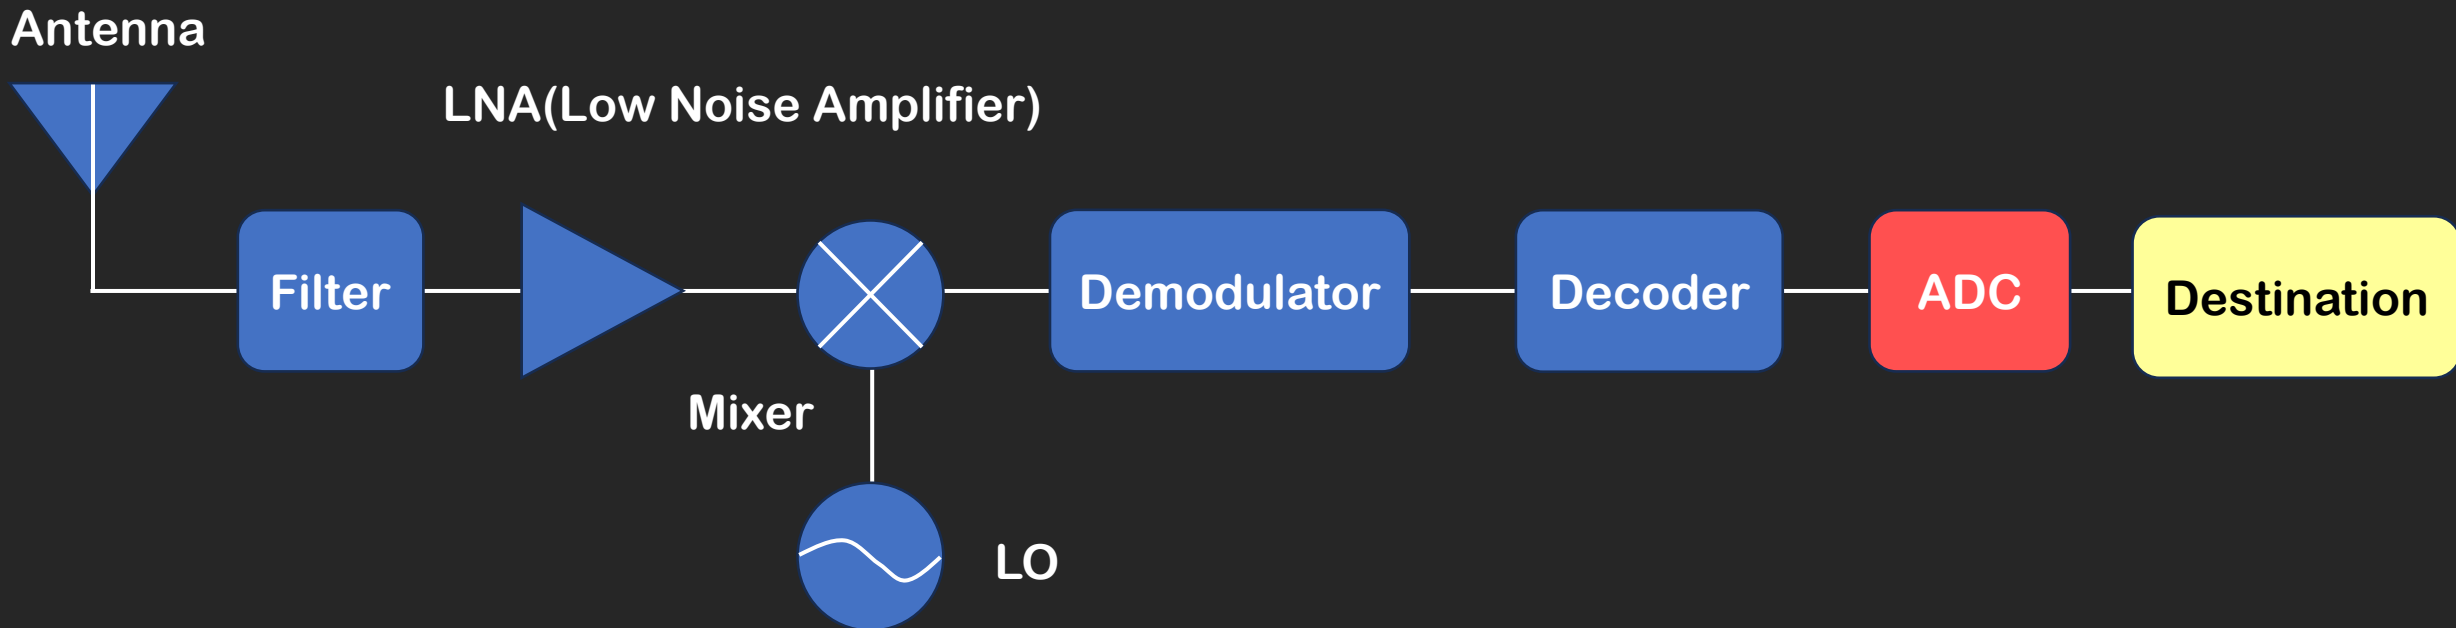 Antenna
LNA(Low Noise Amplifier)
Filter
Demodulator
Decoder
ADC
Destination
Mixer
LO